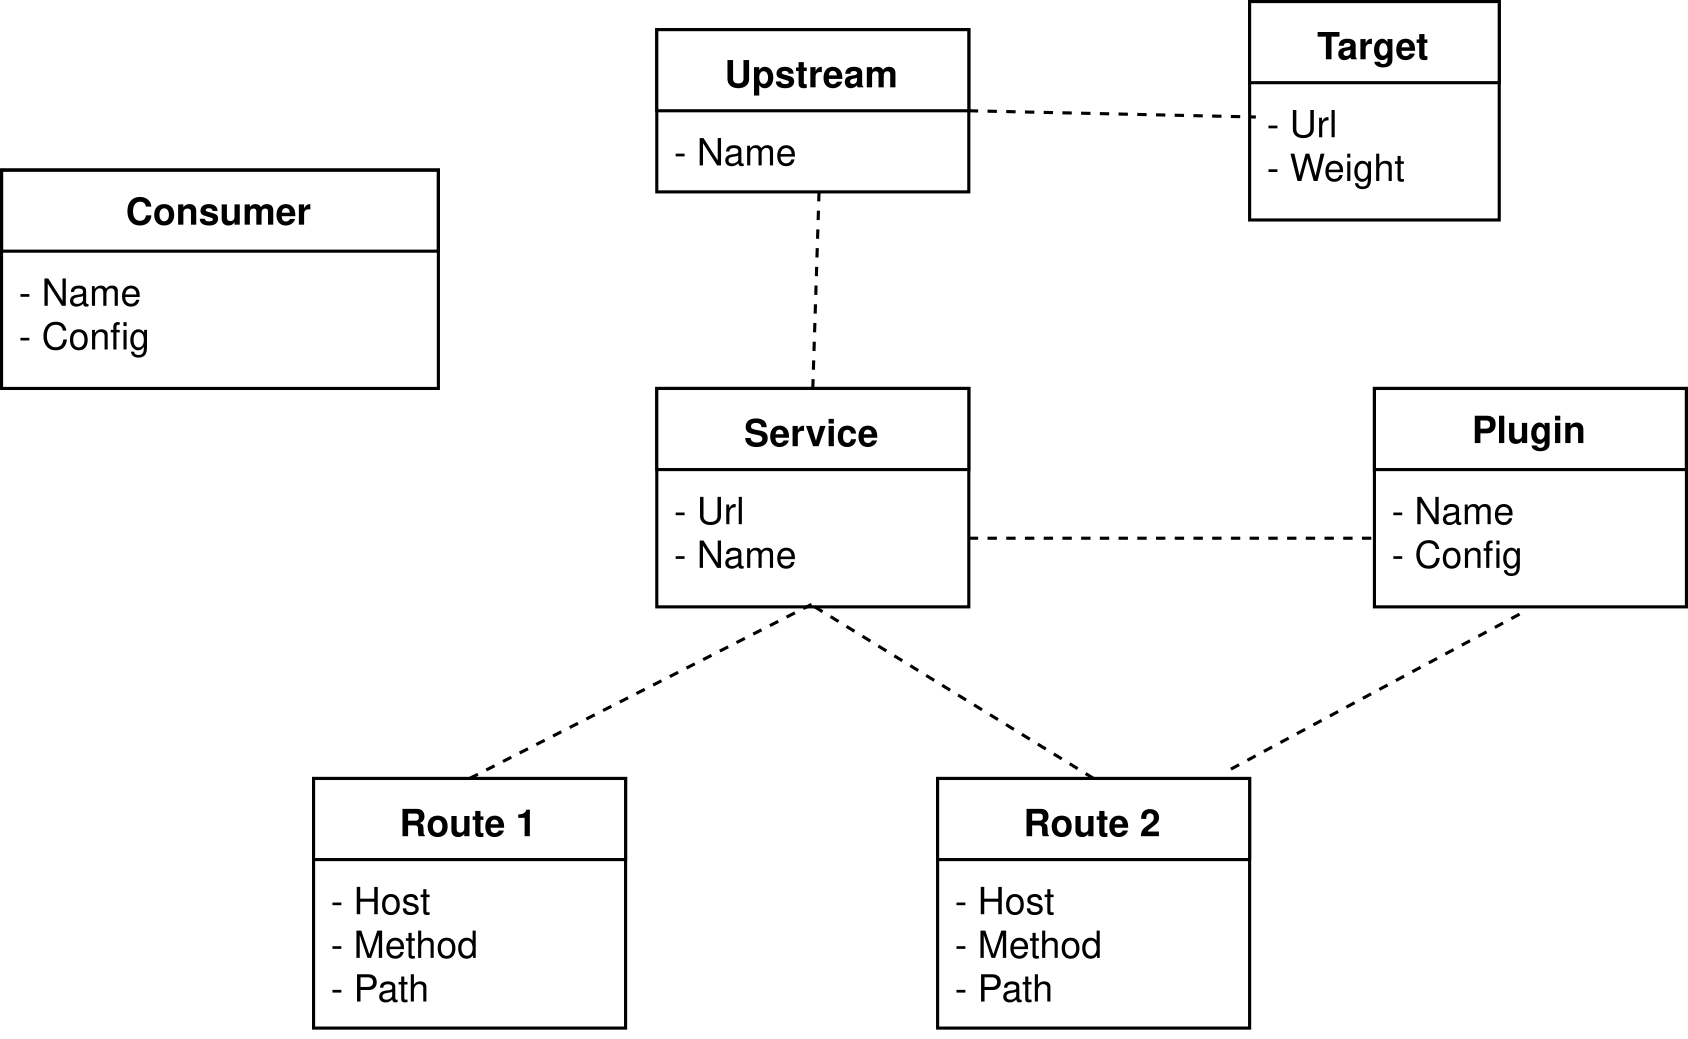 Target
- Url
- Weight
Upstream
- Name
Consumer
- Name
- Config
Service
- Url
- Name
Plugin
- Name
- Config
Route 1
- Host
- Method
- Path
Route 2
- Host
- Method
- Path